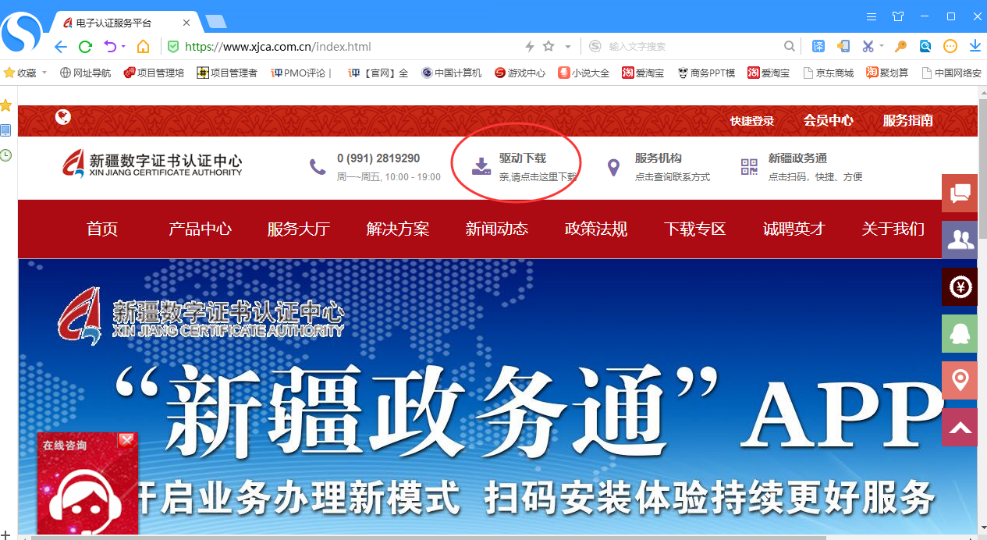 电子认证服务平台
https://www.xjca.com.cn/index.html
输入文字搜索
收藏 网址导航 项目管理培 项目管理者 iPMO评论| 【官网】全 中国计算机 游戏中心 小说大全 爱淘宝 商务PPT模 爱淘宝 京东商城 聚划算 中国网络安
快捷登录 会员中心 服务指南
新疆数字证书认证中心
XIN JIANG CERTIFICATE AUTHORITY
0 (991) 2819290
周一~周五, 10:00 - 19:00
驱动下载
亲,请点击这里下载
服务机构
点击查询联系方式
新疆政务通
点击扫码，快捷、方便
首页 产品中心 服务大厅 解决方案 新闻动态 政策法规 下载专区 诚聘英才 关于我们
新疆数字证书认证中心
XIN JIANG CERTIFICATE AUTHORITY
“新疆政务通”APP
开启业务办理新模式 扫码安装体验持续更好服务
在线咨询